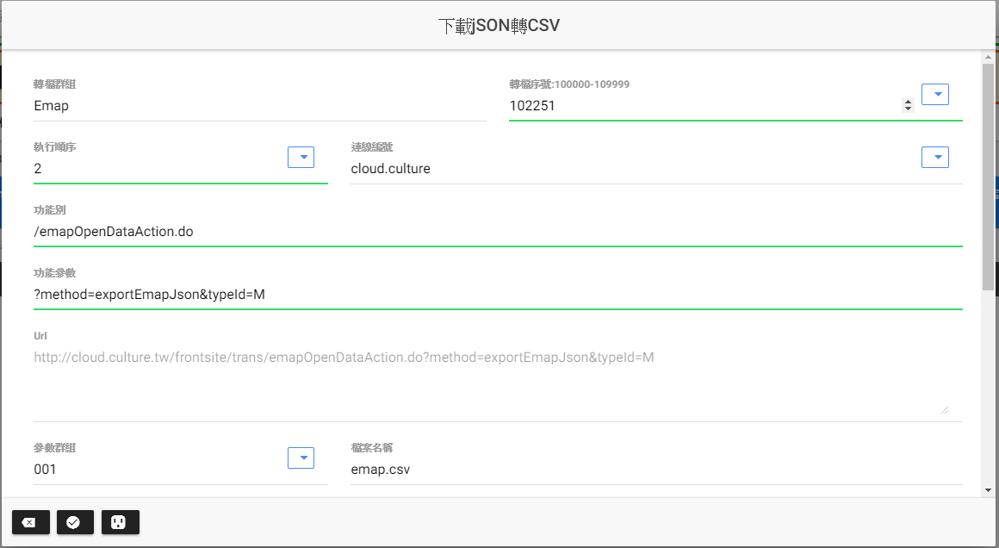 下載jSON轉CSV
轉檔群組
轉檔序號:100000-109999
Emap
102251
執行順序
連線編號
2
cloud.culture
功能別
/emapOpenDataAction.do
功能參數
?method=exportEmapJson&typeId=M
Url
http://cloud.culture.tw/frontsite/trans/emapOpenDataAction.do?method=exportEmapJson&typeId=M
參數群組
檔案名稱
001
emap.csv